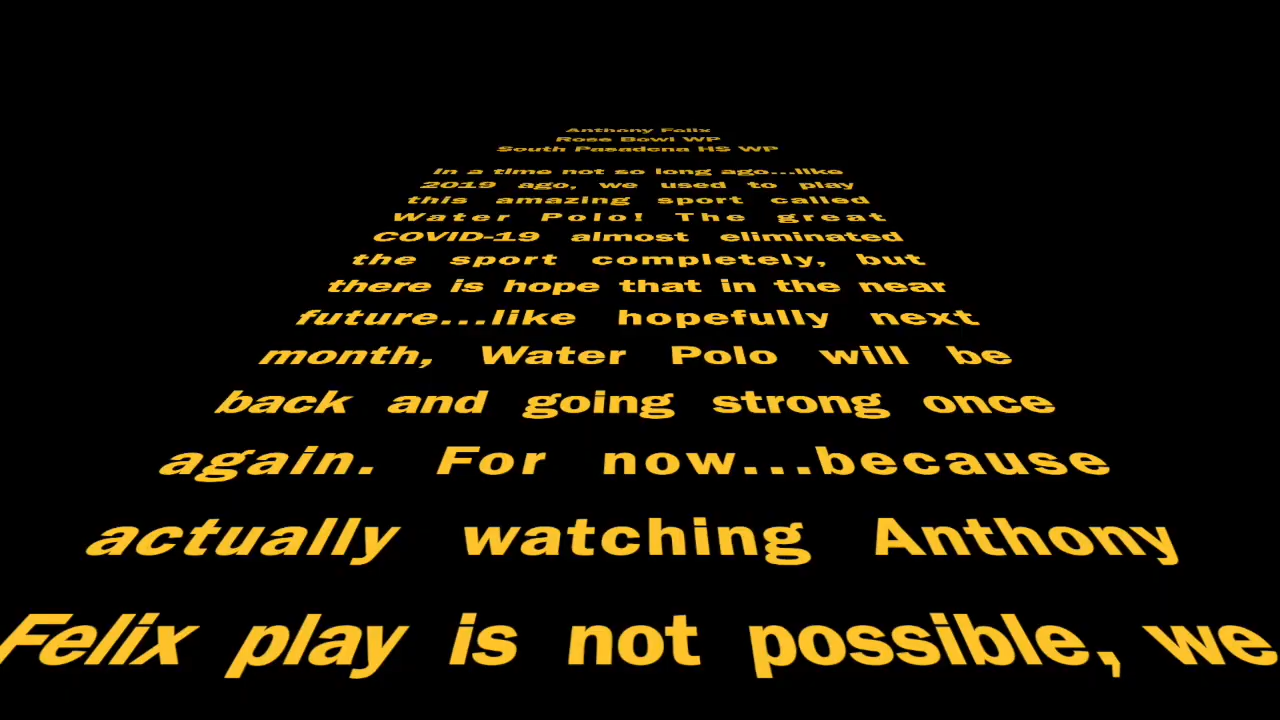 Anthony Felix
Rose Bowl WP
South Pasadena HS WP
In a time not so long ago...like
2019 ago, we used to play
this amazing sport called
Water Polo! The great
COVID-19 almost eliminated
the sport completely, but
there is hope that in the near
future...like hopefully next
month, Water Polo will be
back and going strong once
again. For now...because
actually watching Anthony
Felix play is not possible, we